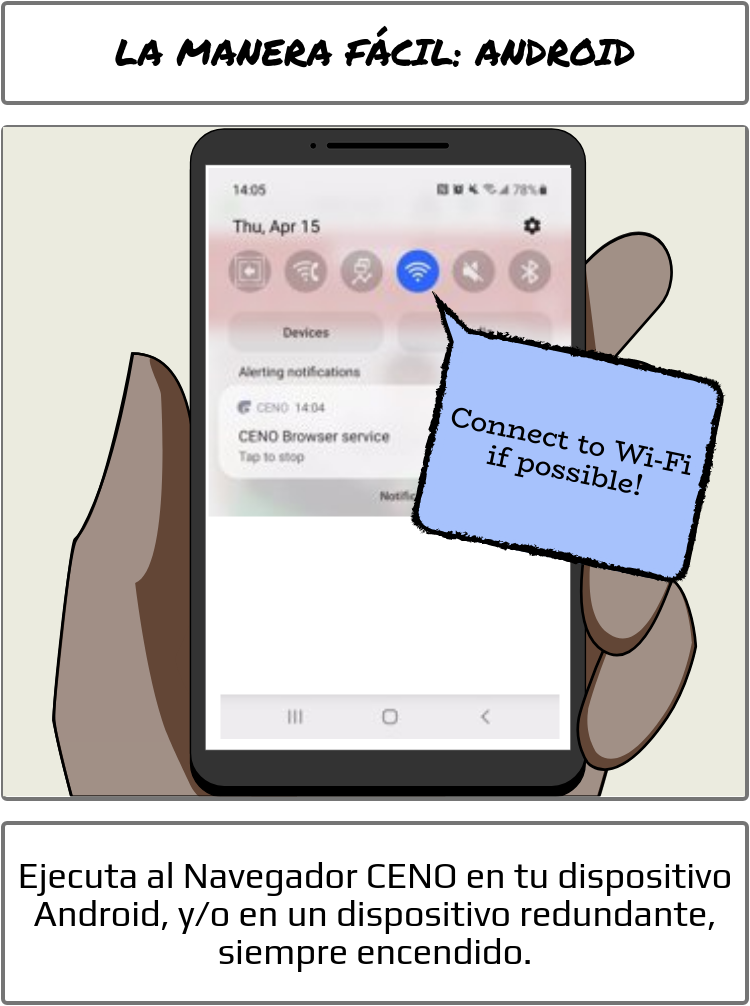 LA MANERA FÁCIL: ANDROID
14:05
78%
Thu, Apr 15
Devices
Alerting notifications
CENO 14:04
CENO Browser service
Tap to stop
Connect to Wi-Fi
if possible!
Ejecuta al Navegador CENO en tu dispositivo
Android, y/o en un dispositivo redundante,
siempre encendido.